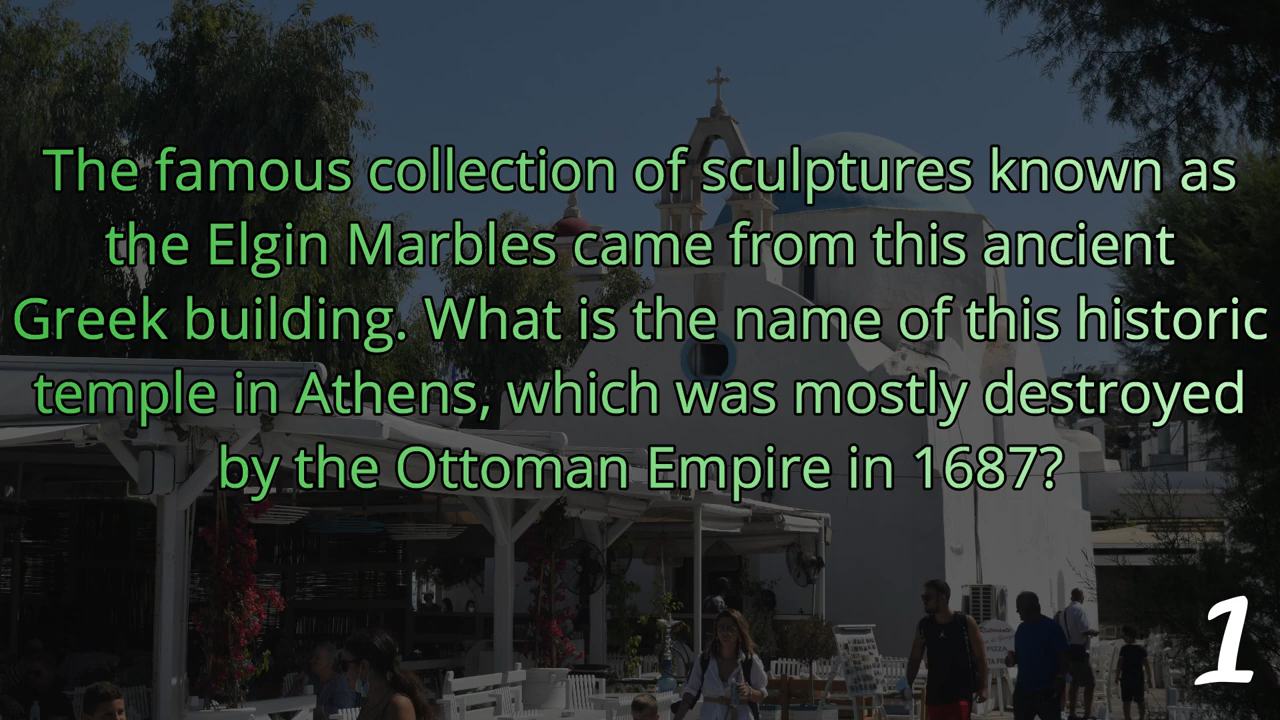 The famous collection of sculptures known as
the Elgin Marbles came from this ancient
Greek building. What is the name of this historic
temple in Athens, which was mostly destroyed
by the Ottoman Empire in 1687?
PIZZA
1